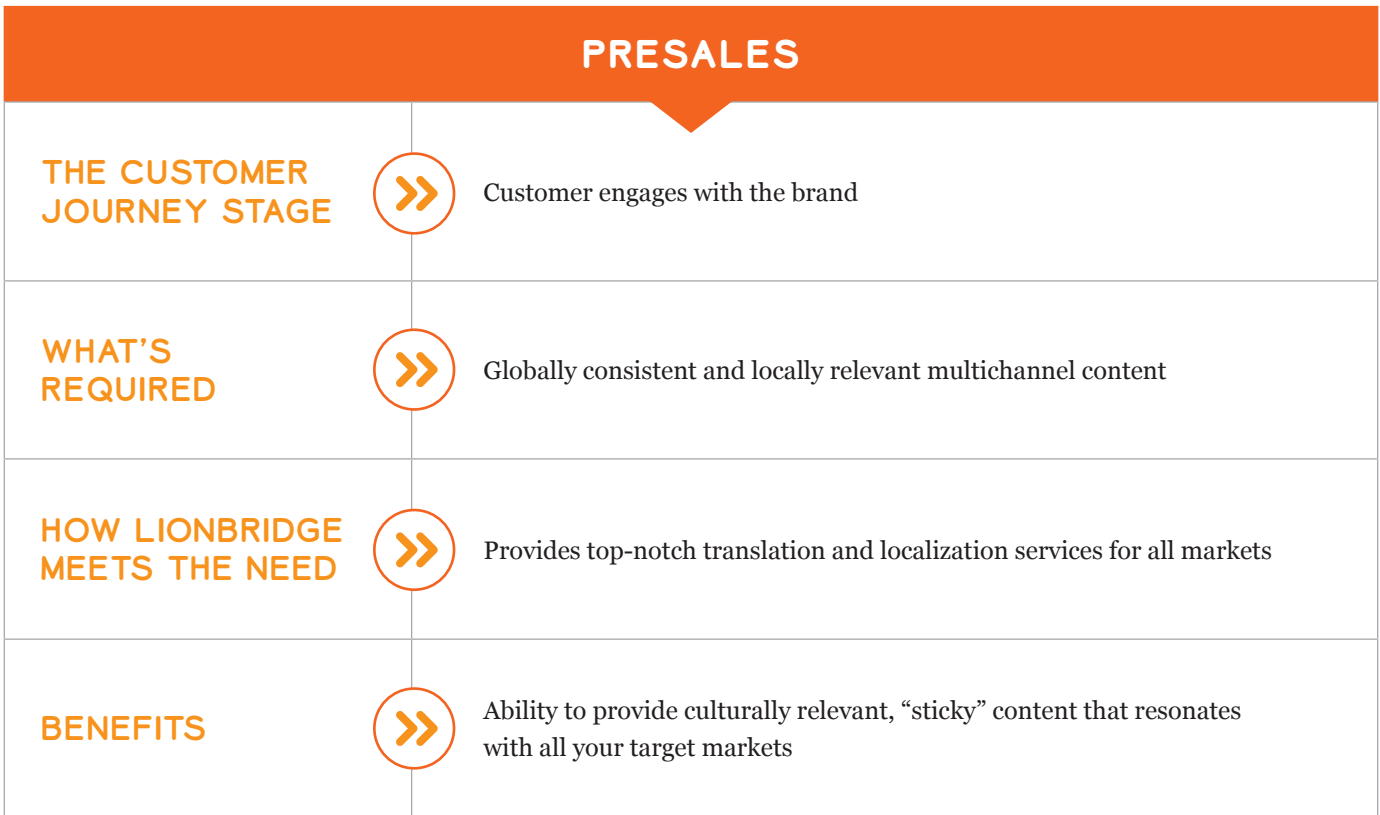 PRESALES
THE CUSTOMER
JOURNEY STAGE
Customer engages with the brand
WHAT’S
REQUIRED
Globally consistent and locally relevant multichannel content
HOW LIONBRIDGE
MEETS THE NEED
Provides top-notch translation and localization services for all markets
BENEFITS
Ability to provide culturally relevant, “sticky” content that resonates
with all your target markets